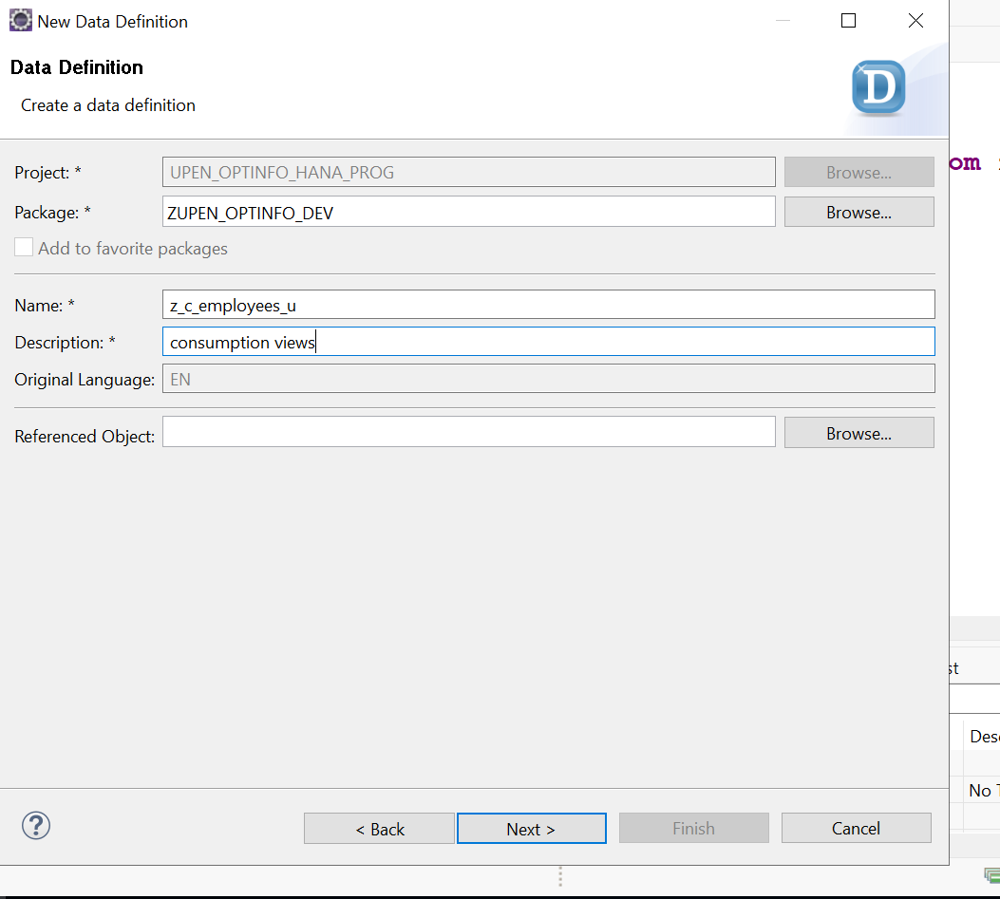 New Data Definition
Data Definition
Create a data definition
D
om
Project: * UPEN_OPTINFO_HANA_PROG Browse...
Package: * ZUPEN_OPTINFO_DEV Browse...
Add to favorite packages
Name: * z_c_employees_u
Description: * consumption views
Original Language: EN
Referenced Object: Browse...
st
Des
No
? < Back Next > Finish Cancel